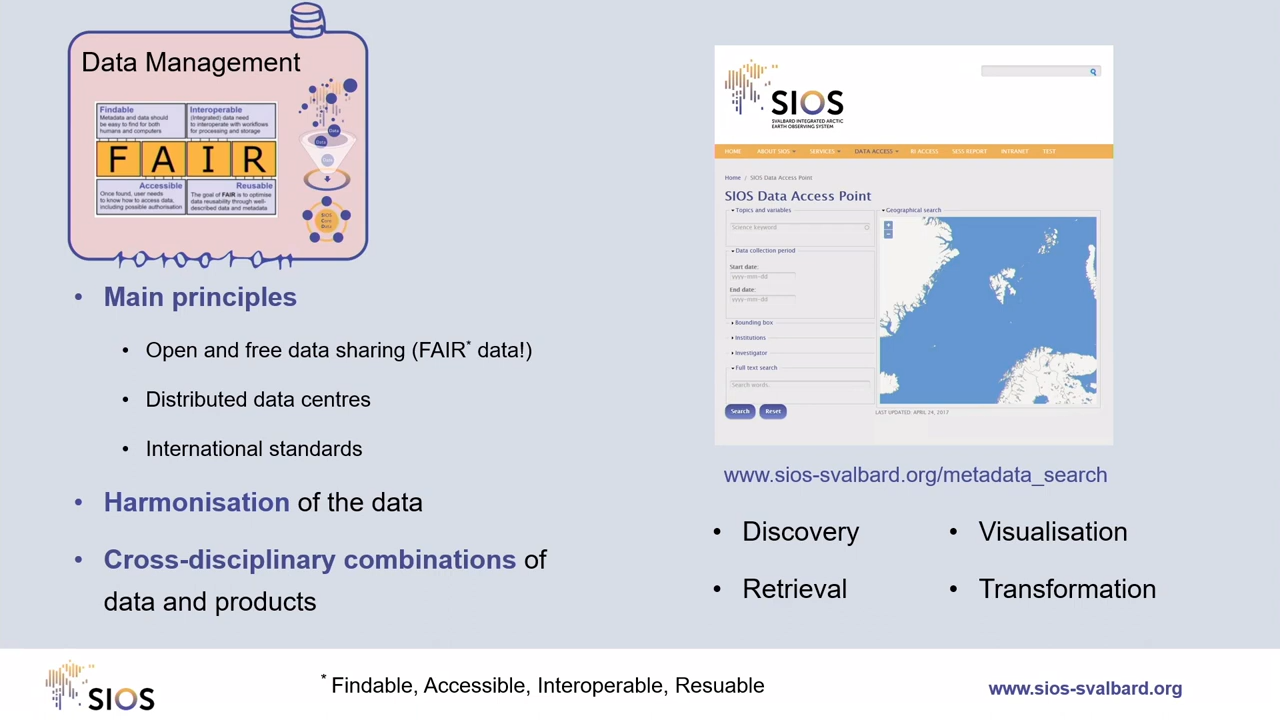 Data Management
Findable
Metadata and data should
be easy to find for both
humans and computers
Interoperable
(Integrated) data need
to interoperate with workflows
for processing and storage
F A I R
Accessible
Once found, user needs
to know how to access data,
including possible authorisation
Reusable
The goal of FAIR is to optimise
data reusability through well-
described data and metadata
Data
Data
SIOS
Core
Data
• Main principles
• Open and free data sharing (FAIR* data!)
• Distributed data centres
• International standards
• Harmonisation of the data
• Cross-disciplinary combinations of
data and products
SIOS
SVALBARD INTEGRATED ARCTIC
EARTH OBSERVING SYSTEM
HOME ABOUT SIOS SERVICES DATA ACCESS RI ACCESS SESS REPORT INTRANET TEST
Home / SIOS Data Access Point
SIOS Data Access Point
Topics and variables
Science keyword
Data collection period
Start date:
yyyy-mm-dd
End date:
yyyy-mm-dd
Bounding box
Institutions
Investigator
Full text search
Search words.
Search Reset
Geographical search
+
−
LAST UPDATED: APRIL 24, 2017
www.sios-svalbard.org/metadata_search
• Discovery
• Visualisation
• Retrieval
• Transformation
SIOS
* Findable, Accessible, Interoperable, Resuable
www.sios-svalbard.org